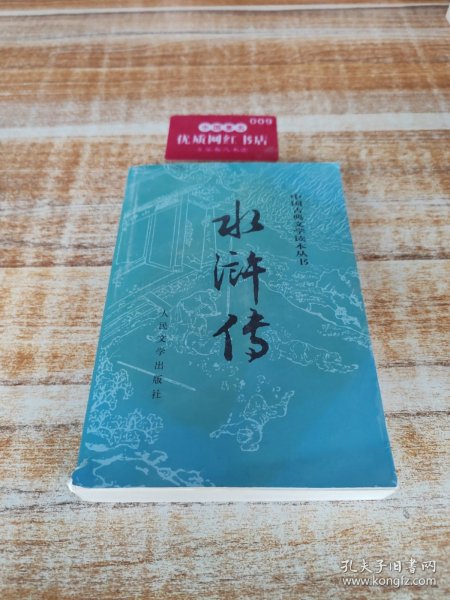 009
优质网红书店
中国古典文学读本丛书
水浒传
人民文学出版社
孔夫子旧书网
www.kongfz.com